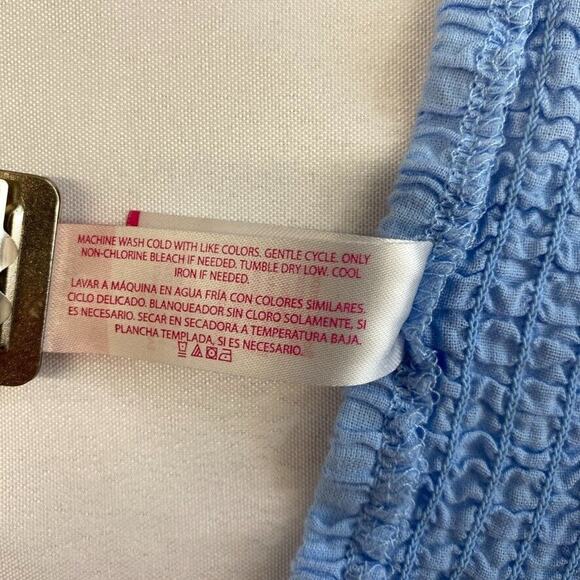 MACHINE WASH COLD WITH LIKE COLORS. GENTLE CYCLE. ONLY
NON-CHLORINE BLEACH IF NEEDED. TUMBLE DRY LOW. COOL
IRON IF NEEDED.
LAVAR A MÁQUINA EN AGUA FRÍA CON COLORES SIMILARES.
CICLO DELICADO. BLANQUEADOR SIN CLORO SOLAMENTE, SI
ES NECESARIO. SECAR EN SECADORA A TEMPERATURA BAJA.
PLANCHA TEMPLADA, SI ES NECESARIO.